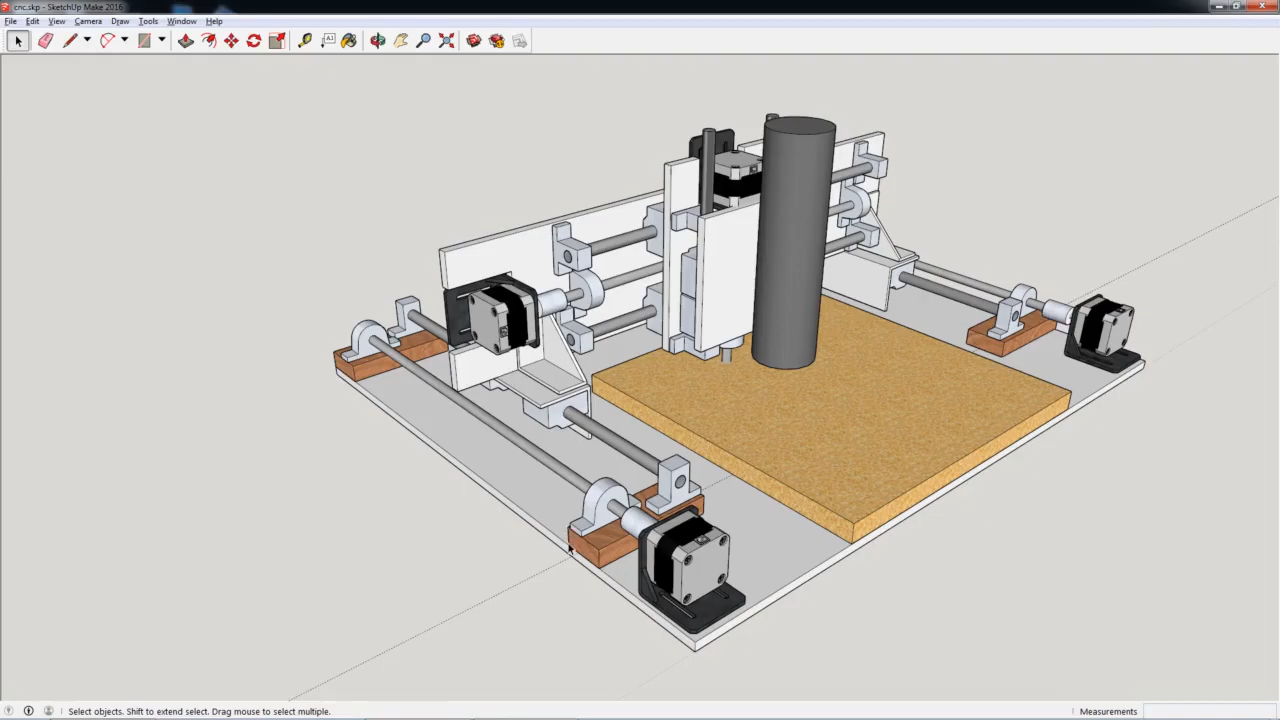 cnc.skp - SketchUp Make 2016
File Edit View Camera Draw Tools Window Help
A1
Select objects. Shift to extend select. Drag mouse to select multiple.
Measurements